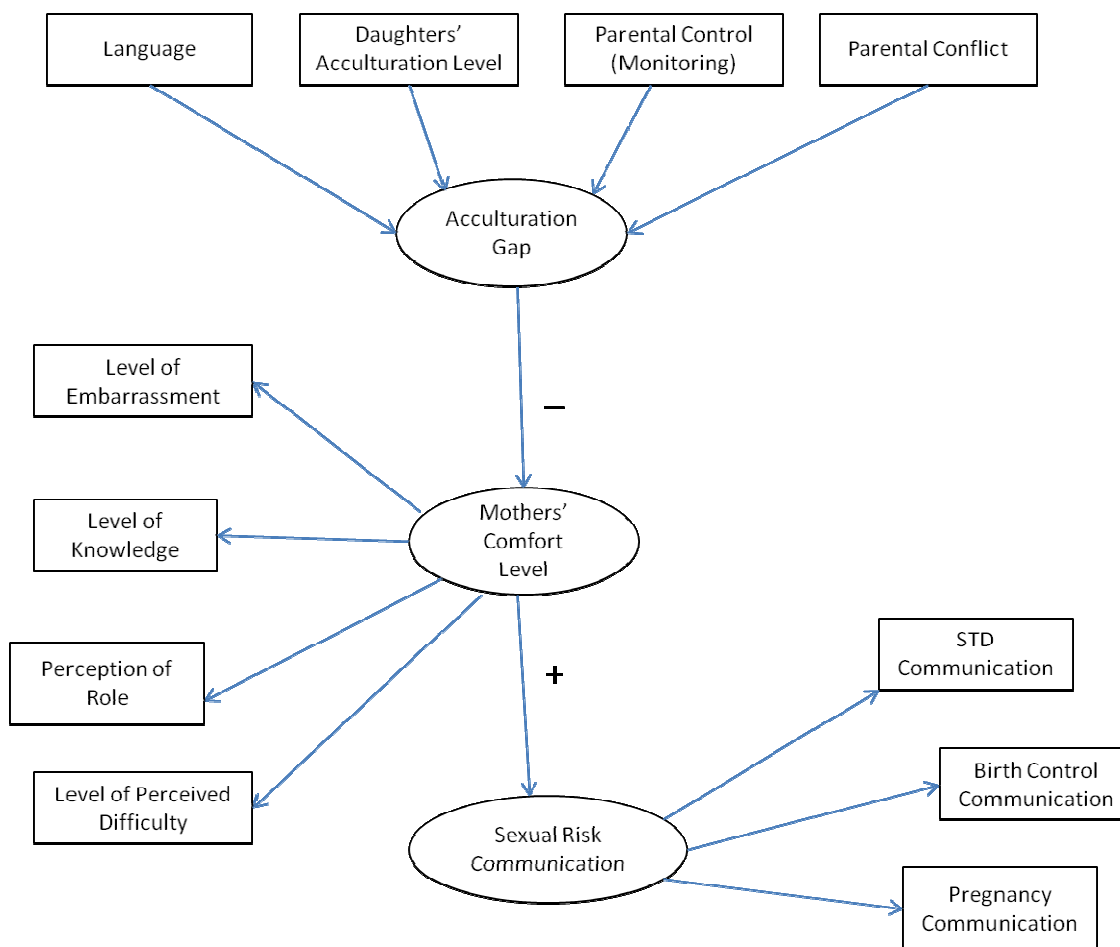 Language
Daughters’
Acculturation Level
Parental Control
(Monitoring)
Parental Conflict
Acculturation
Gap
Level of
Embarrassment
–
Level of
Knowledge
Mothers’
Comfort
Level
Perception of
Role
+
STD
Communication
Level of Perceived
Difficulty
Birth Control
Communication
Sexual Risk
Communication
Pregnancy
Communication